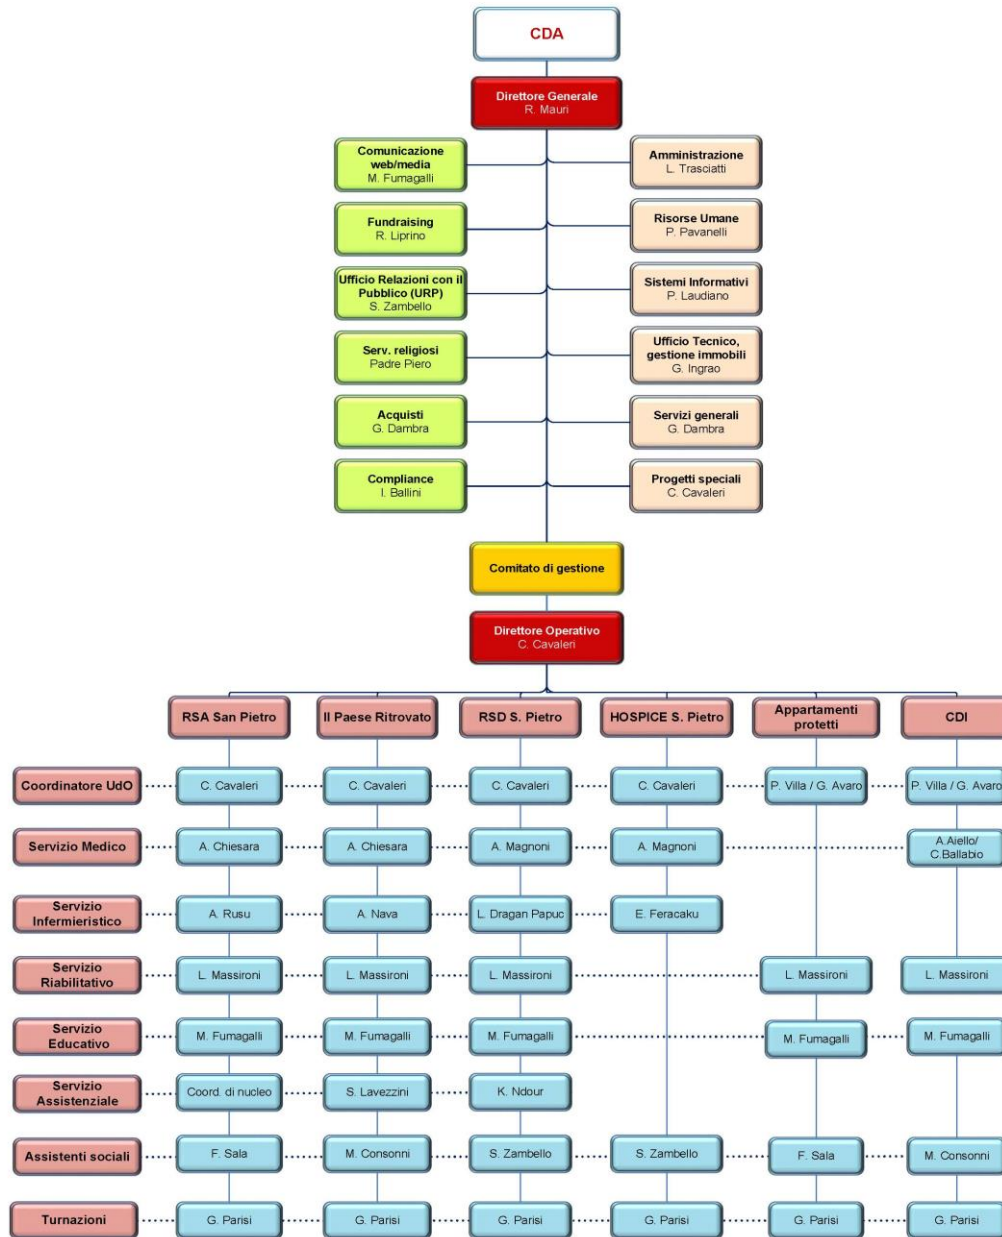 CDA
Direttore Generale
R. Mauri
Comunicazione
web/media
M. Fumagalli
Amministrazione
L. Trasciatti
Fundraising
R. Liprino
Risorse Umane
P. Pavanelli
Ufficio Relazioni con il
Pubblico (URP)
S. Zambello
Sistemi Informativi
P. Laudiano
Serv. religiosi
Padre Piero
Ufficio Tecnico,
gestione immobili
G. Ingrao
Acquisti
G. Dambra
Servizi generali
G. Dambra
Compliance
I. Ballini
Progetti speciali
C. Cavaleri
Comitato di gestione
Direttore Operativo
C. Cavaleri
RSA San Pietro
Il Paese Ritrovato
RSD S. Pietro
HOSPICE S. Pietro
Appartamenti
protetti
CDI
Coordinatore UdO
C. Cavaleri
C. Cavaleri
C. Cavaleri
C. Cavaleri
P. Villa / G. Avaro
P. Villa / G. Avaro
Servizio Medico
A. Chiesara
A. Chiesara
A. Magnoni
A. Magnoni
A.Aiello/
C.Ballabio
Servizio
Infermieristico
A. Rusu
A. Nava
L. Dragan Papuc
E. Feracaku
Servizio
Riabilitativo
L. Massironi
L. Massironi
L. Massironi
L. Massironi
L. Massironi
Servizio
Educativo
M. Fumagalli
M. Fumagalli
M. Fumagalli
M. Fumagalli
M. Fumagalli
Servizio
Assistenziale
Coord. di nucleo
S. Lavezzini
K. Ndour
Assistenti sociali
F. Sala
M. Consonni
S. Zambello
S. Zambello
F. Sala
M. Consonni
Turnazioni
G. Parisi
G. Parisi
G. Parisi
G. Parisi
G. Parisi
G. Parisi